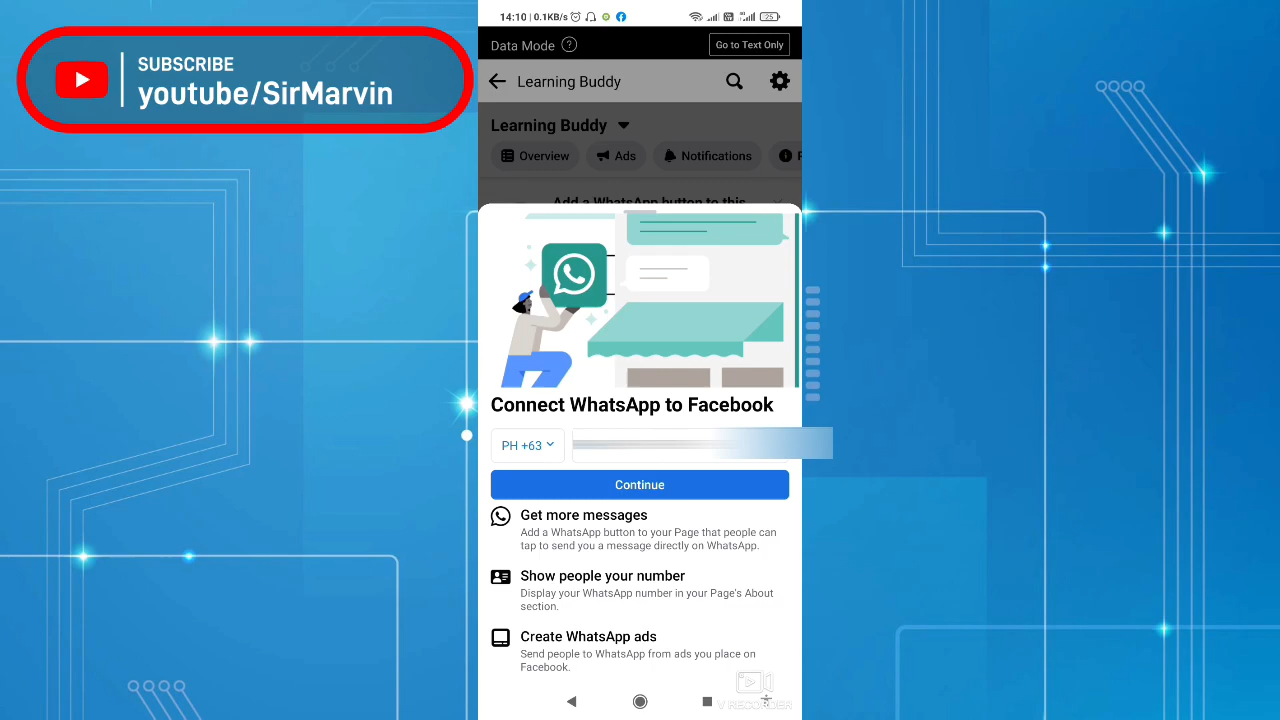 SUBSCRIBE
youtube/SirMarvin
14:10 | 0.1KB/s
25
Data Mode ?
Go to Text Only
Learning Buddy
Learning Buddy
Overview
Ads
Notifications
Add a WhatsApp button to this
Connect WhatsApp to Facebook
PH +63
Continue
Get more messages
Add a WhatsApp button to your Page that people can
tap to send you a message directly on WhatsApp.
Show people your number
Display your WhatsApp number in your Page's About
section.
Create WhatsApp ads
Send people to WhatsApp from ads you place on
Facebook.
V RECORDER